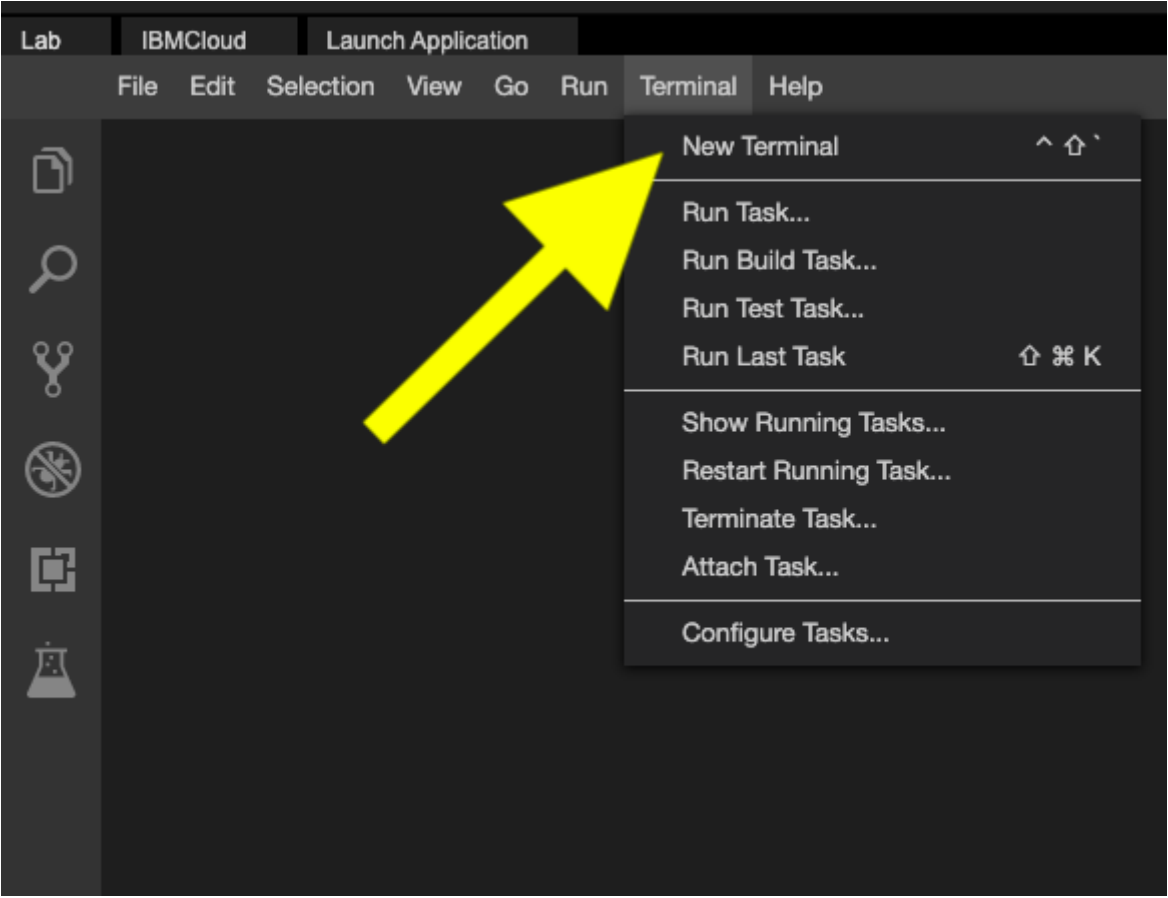 Lab IBMCloud Launch Application
File Edit Selection View Go Run Terminal Help
New Terminal ^ ⇧ `
Run Task...
Run Build Task...
Run Test Task...
Run Last Task ⇧ ⌘ K
Show Running Tasks...
Restart Running Task...
Terminate Task...
Attach Task...
Configure Tasks...